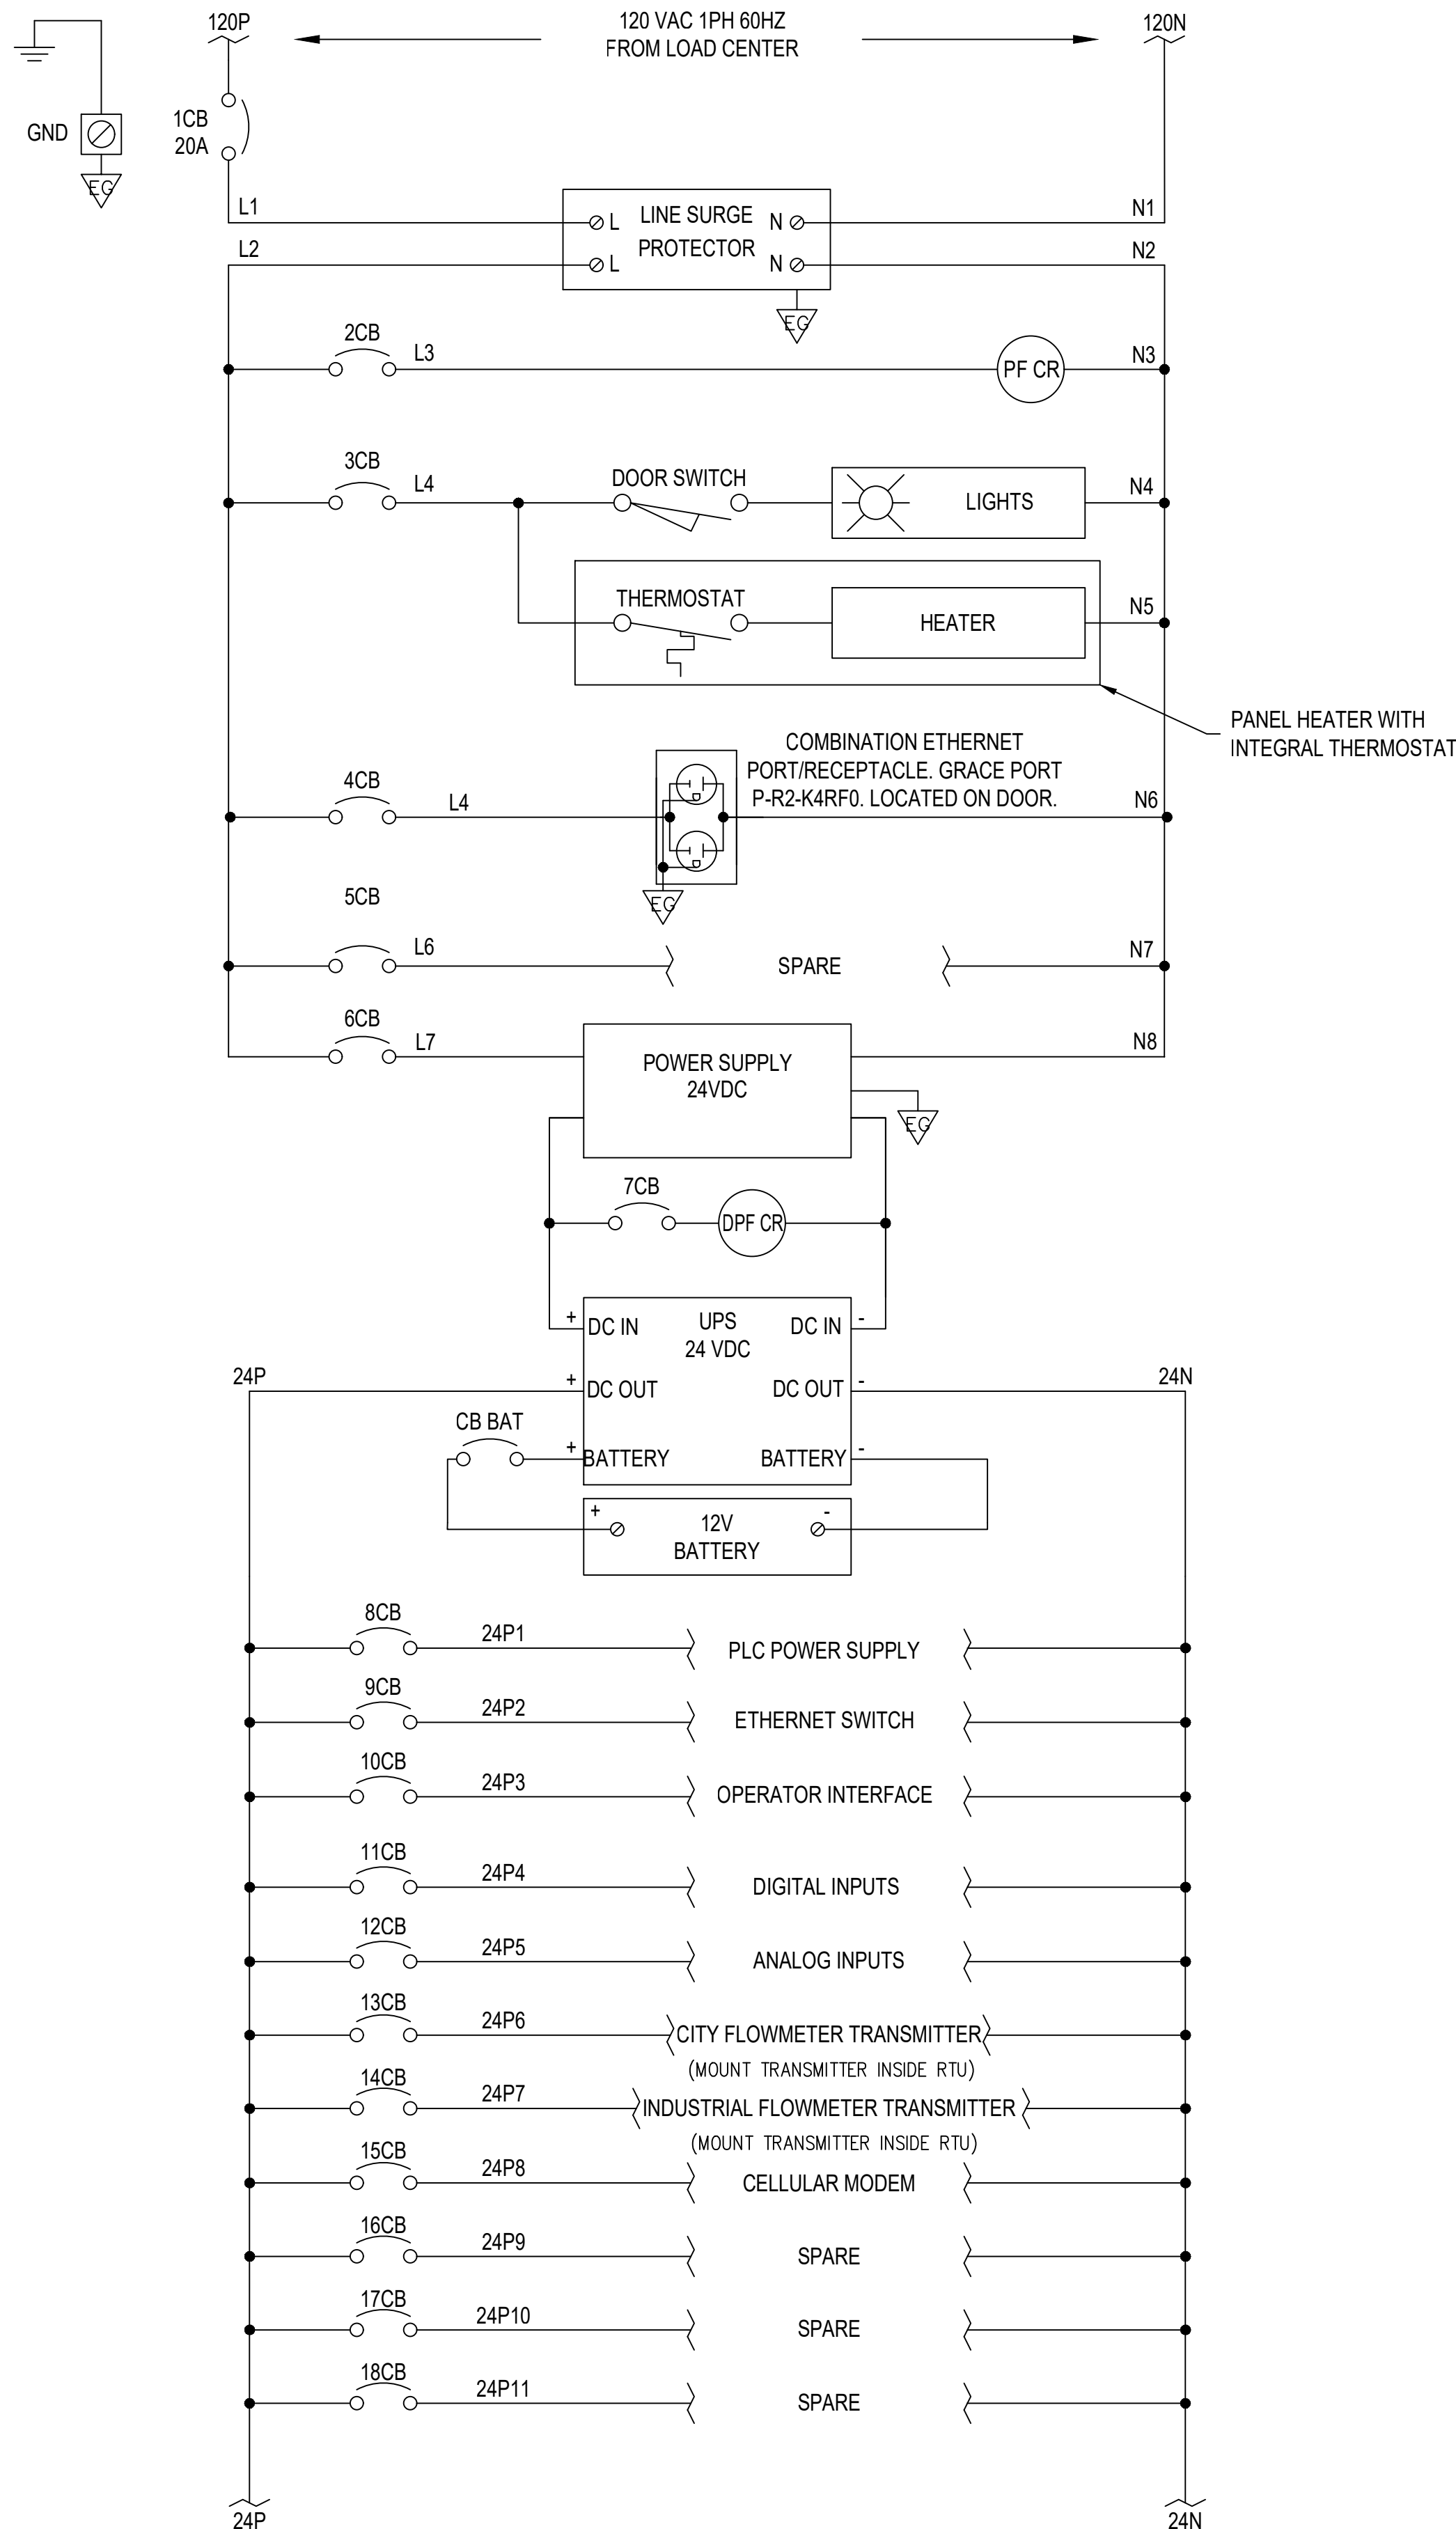 120P
120 VAC 1PH 60HZ
FROM LOAD CENTER
120N
GND
EG
1CB
20A
L1
LINE SURGE
PROTECTOR
L
N
N1
L2
L
N
N2
EG
2CB
L3
PF CR
N3
3CB
L4
DOOR SWITCH
LIGHTS
N4
THERMOSTAT
HEATER
N5
PANEL HEATER WITH
INTEGRAL THERMOSTAT
COMBINATION ETHERNET
PORT/RECEPTACLE. GRACE PORT
P-R2-K4RF0. LOCATED ON DOOR.
4CB
L4
N6
EG
5CB
L6
SPARE
N7
6CB
L7
POWER SUPPLY
24VDC
N8
EG
7CB
DPF CR
+ DC IN
UPS
24 VDC
DC IN -
24P
+ DC OUT
DC OUT -
24N
CB BAT
+ BATTERY
BATTERY -
+
12V
BATTERY
-
8CB
24P1
PLC POWER SUPPLY
9CB
24P2
ETHERNET SWITCH
10CB
24P3
OPERATOR INTERFACE
11CB
24P4
DIGITAL INPUTS
12CB
24P5
ANALOG INPUTS
13CB
24P6
CITY FLOWMETER TRANSMITTER
(MOUNT TRANSMITTER INSIDE RTU)
14CB
24P7
INDUSTRIAL FLOWMETER TRANSMITTER
(MOUNT TRANSMITTER INSIDE RTU)
15CB
24P8
CELLULAR MODEM
16CB
24P9
SPARE
17CB
24P10
SPARE
18CB
24P11
SPARE
24P
24N